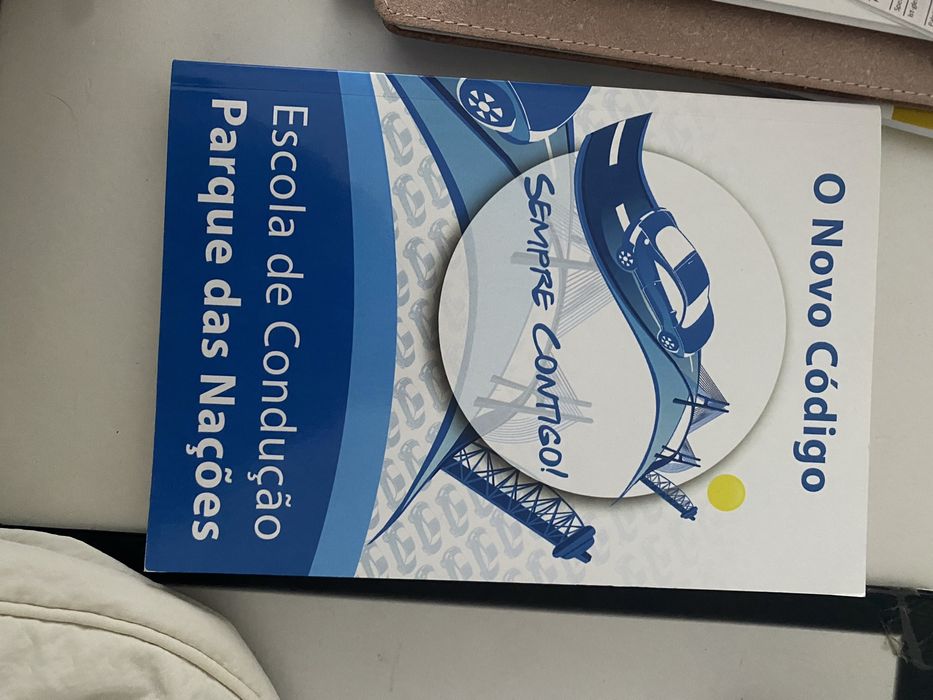 O Novo Código
SEMPRE CONTIGO!
Escola de Condução
Parque das Nações